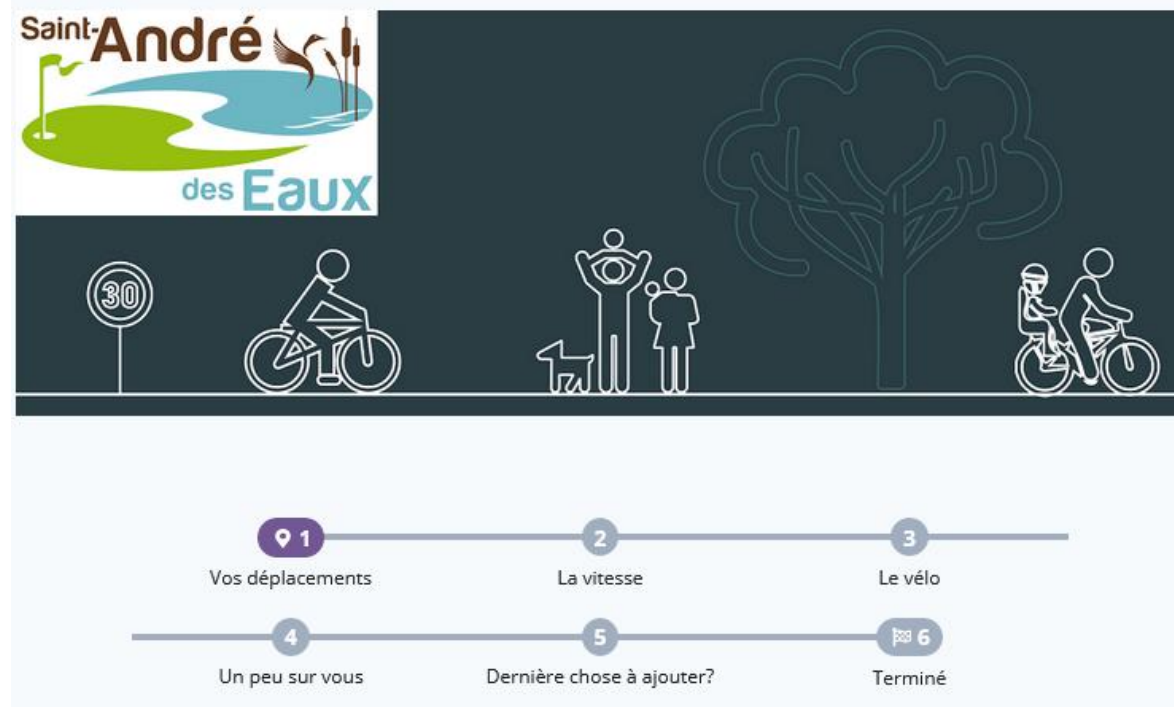 Saint-André
des Eaux
30
1
2
3
Vos déplacements
La vitesse
Le vélo
4
5
6
Un peu sur vous
Dernière chose à ajouter?
Terminé